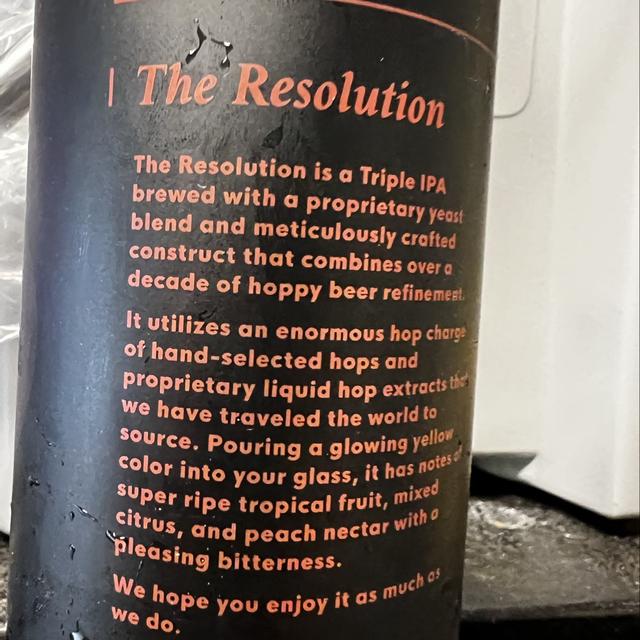 The Resolution
The Resolution is a Triple IPA
brewed with a proprietary yeast
blend and meticulously crafted
construct that combines over a
decade of hoppy beer refinement.
It utilizes an enormous hop charge
of hand-selected hops and
proprietary liquid hop extracts that
we have traveled the world to
source. Pouring a glowing yellow
color into your glass, it has notes of
super ripe tropical fruit, mixed
citrus, and peach nectar with a
pleasing bitterness.
We hope you enjoy it as much as
we do.